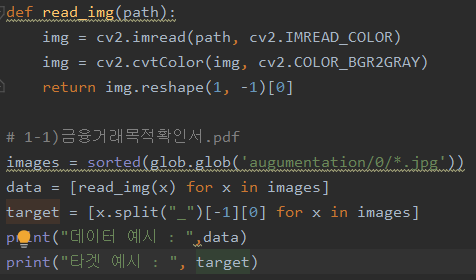 def read_img(path):
    img = cv2.imread(path, cv2.IMREAD_COLOR)
    img = cv2.cvtColor(img, cv2.COLOR_BGR2GRAY)
    return img.reshape(1, -1)[0]

# 1-1)금융거래목적확인서.pdf
images = sorted(glob.glob('augumentation/0/*.jpg'))
data = [read_img(x) for x in images]
target = [x.split("_")[-1][0] for x in images]
print("데이터 예시 : ",data)
print("타겟 예시 : ", target)